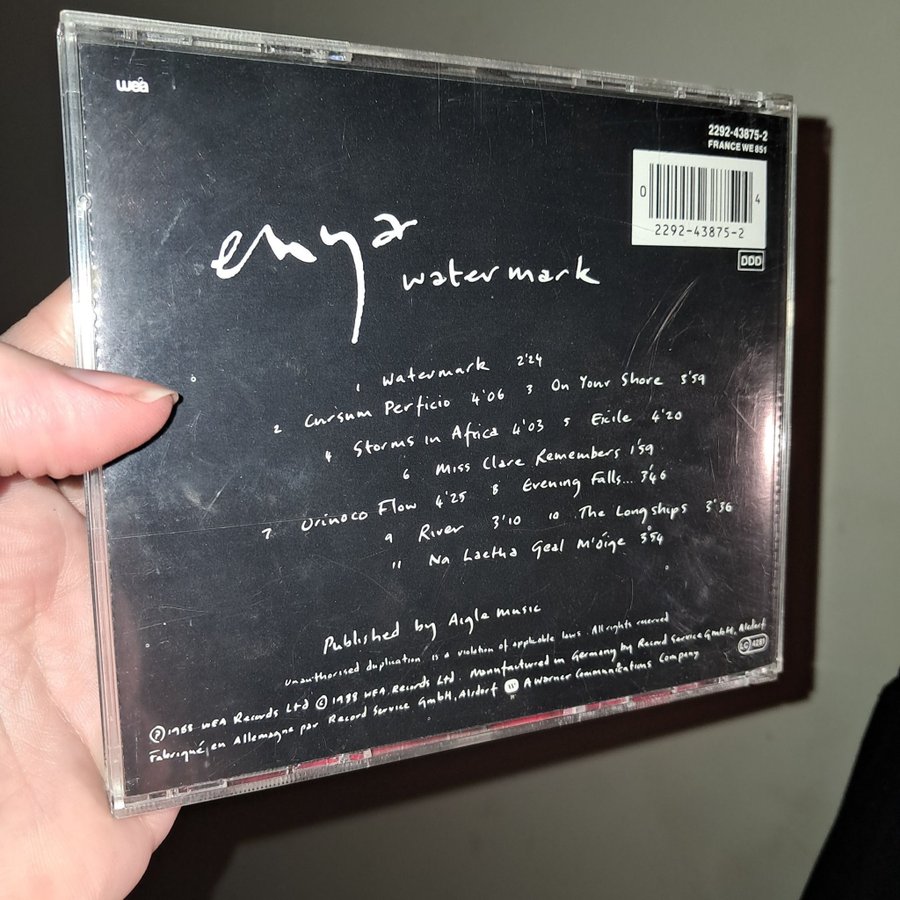 wea
2292-43875-2
FRANCE WE 851
0 4
2292-43875-2
DDD
enya
watermark
1 Watermark 2'24
2 Cursum Perficio 4'06 3 On Your Shore 5'59
4 Storms in Africa 4'03 5 Exile 4'20
6 Miss Clare Remembers 1'59
7 Orinoco Flow 4'25 8 Evening Falls... 3'46
9 River 3'10 10 The Longships 3'36
11 Na Laetha Geal M'óige 3'54
Published by Aigle Music
Unauthorised duplication is a violation of applicable laws. All rights reserved
℗ 1988 WEA Records Ltd © 1988 WEA Records Ltd. Manufactured in Germany by Record Service GmbH, Alsdorf
Fabriqué en Allemagne par Record Service GmbH, Alsdorf W A Warner Communications Company
LC 4281